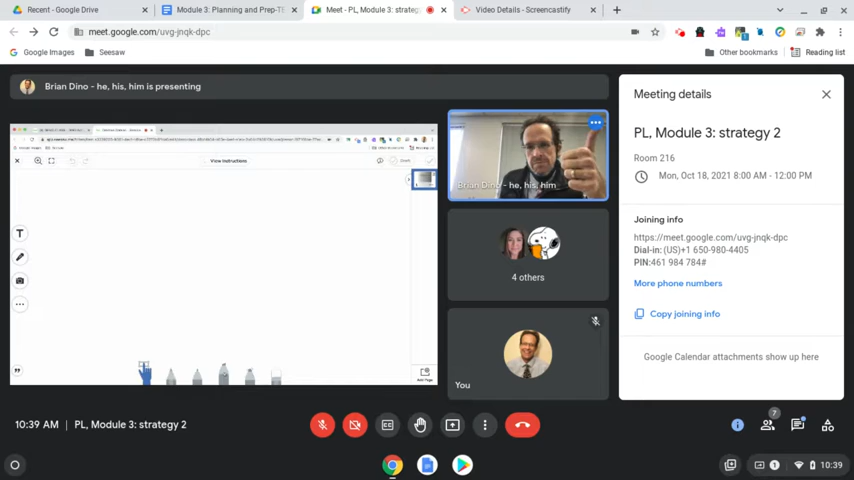 Recent - Google Drive
Module 3: Planning and Prep-TE
Meet - PL, Module 3: strateg
Video Details - Screencastify
meet.google.com/uvg-jnqk-dpc
Google Images
Seesaw
Other bookmarks
Reading list
Brian Dino - he, his, him is presenting
View Instructions
Draft
T
Add Page
Brian Dino - he, his, him
4 others
You
Meeting details
PL, Module 3: strategy 2
Room 216
Mon, Oct 18, 2021 8:00 AM - 12:00 PM
Joining info
https://meet.google.com/uvg-jnqk-dpc
Dial-in: (US)+1 650-980-4405
PIN:461 984 784#
More phone numbers
Copy joining info
Google Calendar attachments show up here
10:39 AM | PL, Module 3: strategy 2
7
1 10:39